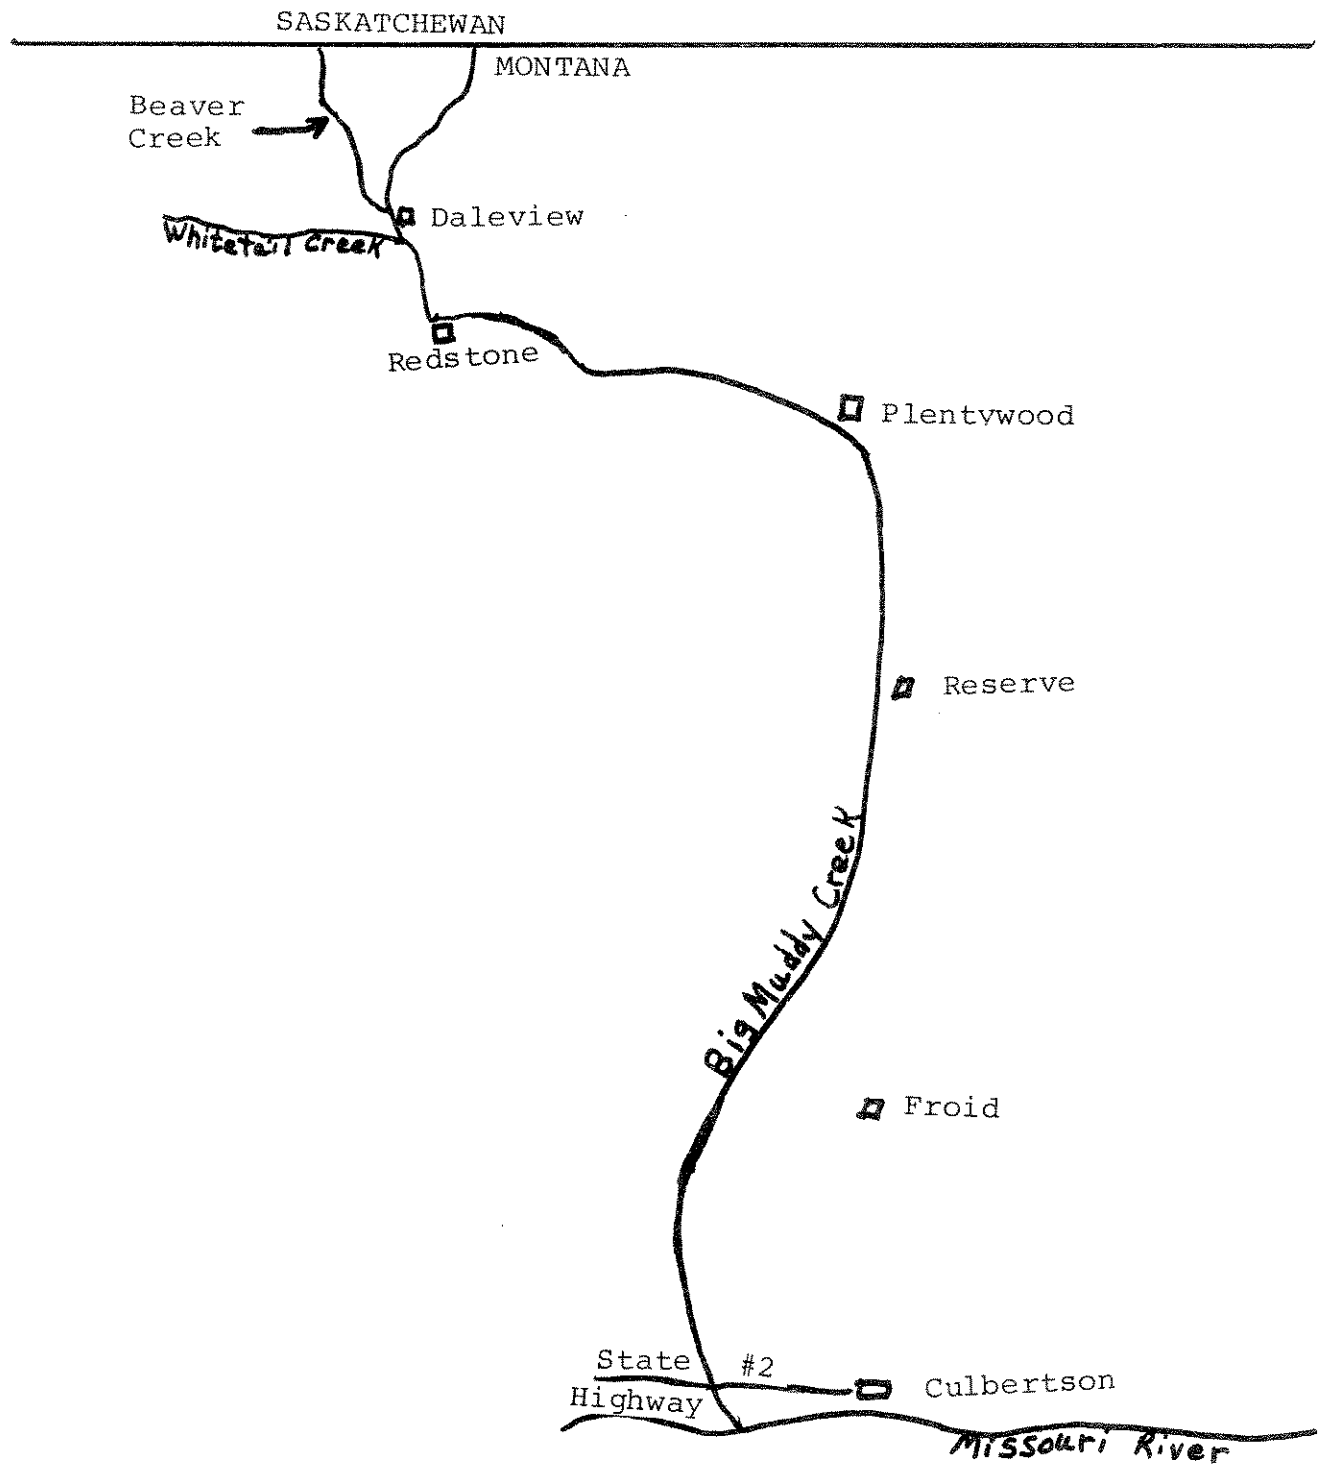 SASKATCHEWAN
MONTANA
Beaver
Creek
Daleview
Whitetail Creek
Redstone
Plentywood
Reserve
Big Muddy Creek
Froid
State #2
Highway
Culbertson
Missouri River